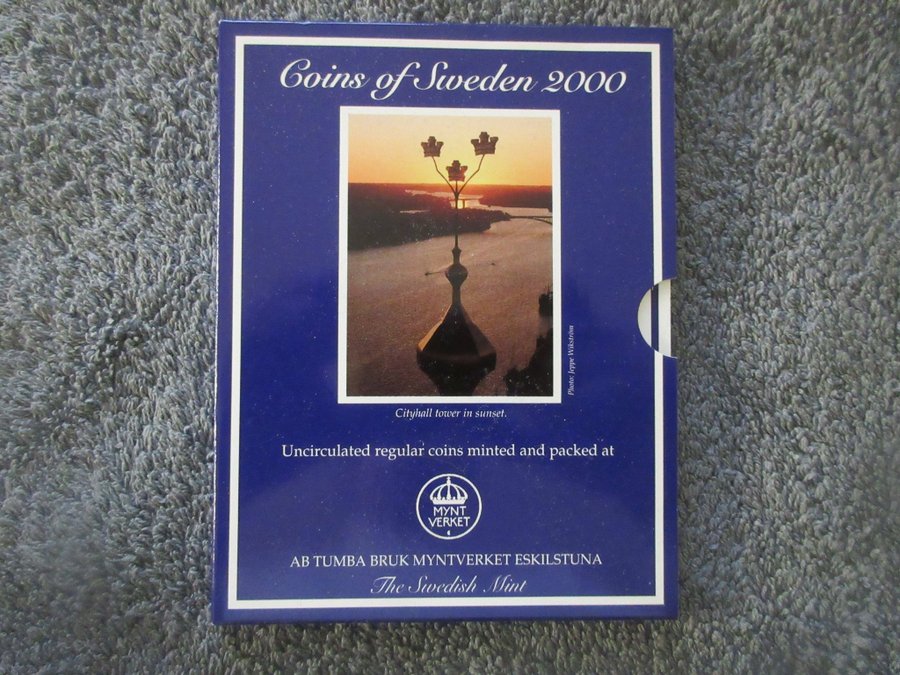 Coins of Sweden 2000
Photo: Jeppe Wikström
Cityhall tower in sunset.
Uncirculated regular coins minted and packed at
MYNT
VERKET
AB TUMBA BRUK MYNTVERKET ESKILSTUNA
The Swedish Mint